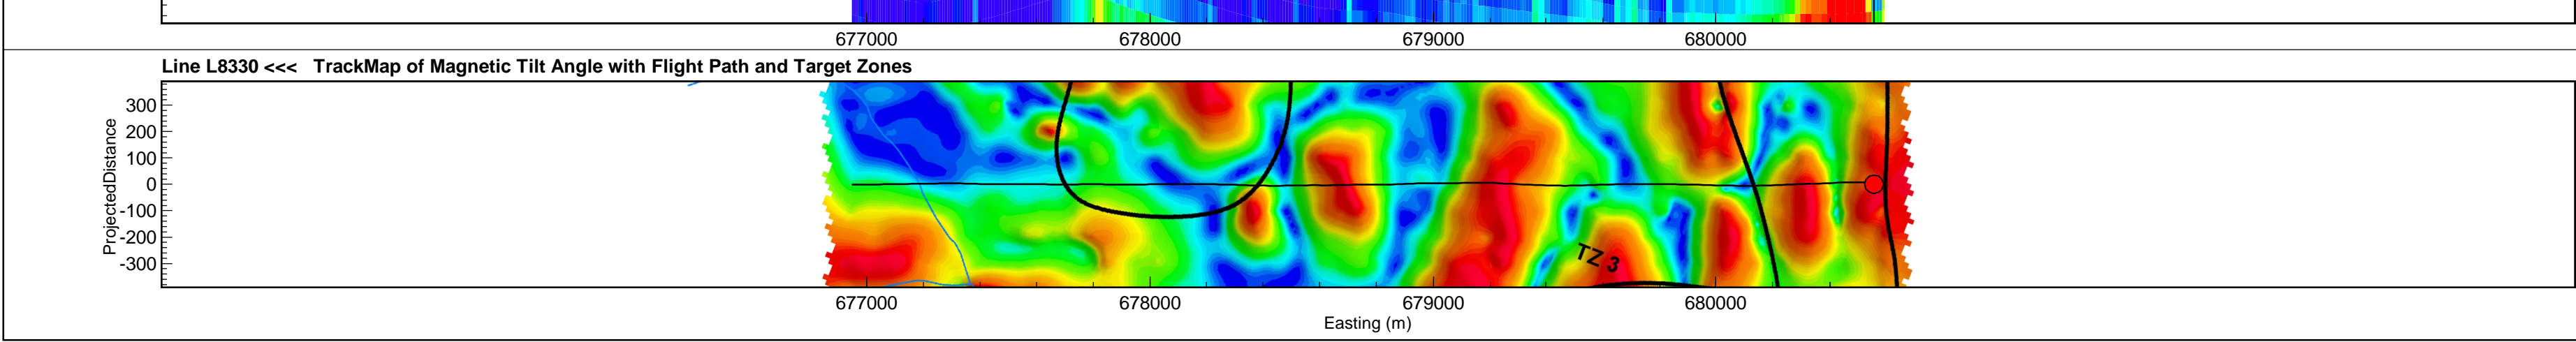 677000 678000 679000 680000
Line L8330 <<< TrackMap of Magnetic Tilt Angle with Flight Path and Target Zones
ProjectedDistance
300
200
100
0
-100
-200
-300
TZ 3
677000 678000 679000 680000
Easting (m)